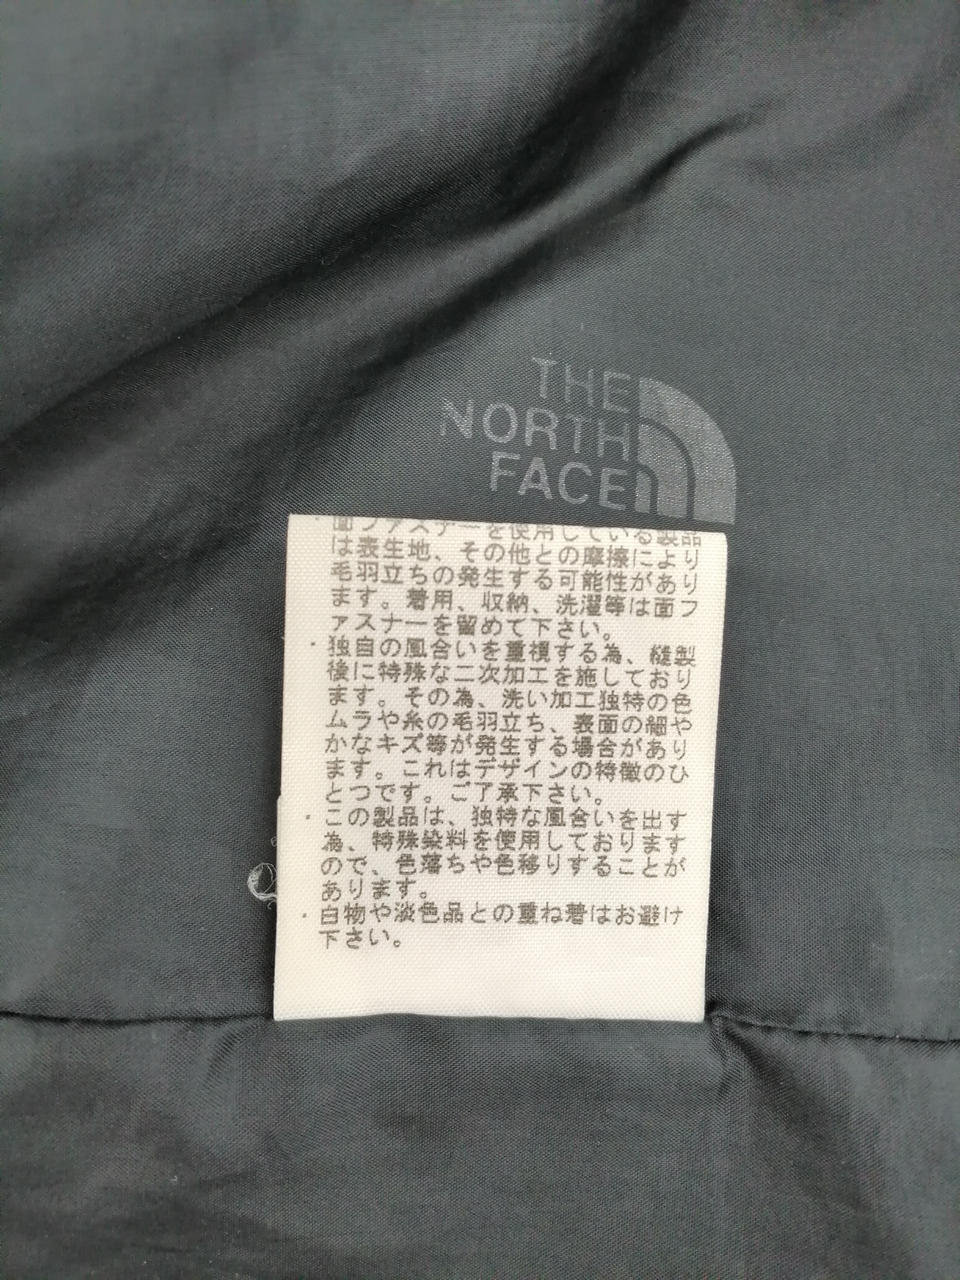 THE
NORTH
FACE
・面ファスナーを使用している製品
は表生地、その他との摩擦により
毛羽立ちの発生する可能性があり
ます。着用、収納、洗濯等は面フ
ァスナーを留めて下さい。
・独自の風合いを重視する為、縫製
後に特殊な二次加工を施しており
ます。その為、洗い加工独特の色
ムラや糸の毛羽立ち、表面の細や
かなキズ等が発生する場合があり
ます。これはデザインの特徴のひ
とつです。ご了承下さい。
・この製品は、独特な風合いを出す
為、特殊染料を使用しております
ので、色落ちや色移りすることが
あります。
・白物や淡色品との重ね着はお避け
下さい。